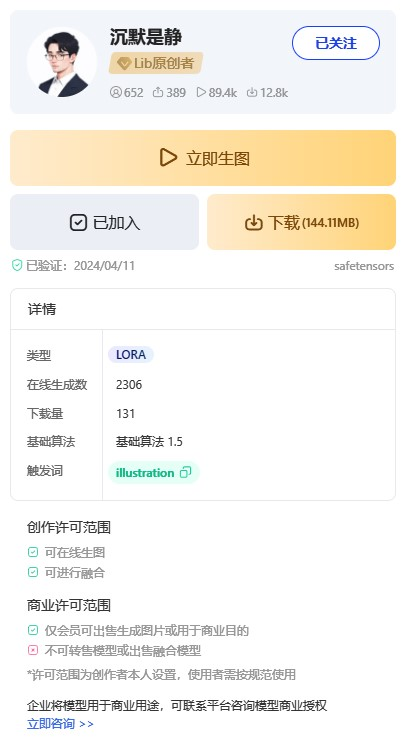 沉默是静
已关注
Lib原创者
652 389 89.4k 12.8k
立即生图
已加入
下载(144.11MB)
已验证：2024/04/11
safetensors
详情
类型 LORA
在线生成数 2306
下载量 131
基础算法 基础算法 1.5
触发词 illustration
创作许可范围
可在线生图
可进行融合
商业许可范围
仅会员可出售生成图片或用于商业目的
不可转售模型或出售融合模型
*许可范围为创作者本人设置，使用者需按规范使用
企业将模型用于商业用途，可联系平台咨询模型商业授权
立即咨询 >>